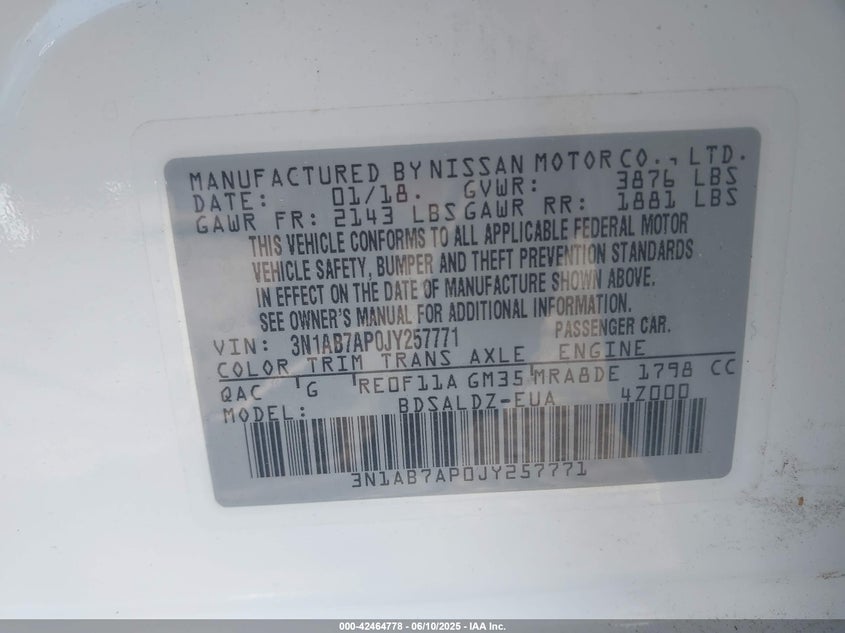 MANUFACTURED BY NISSAN MOTOR CO., LTD.
DATE: 01/18. GVWR: 3876 LBS
GAWR FR: 2143 LBS GAWR RR: 1881 LBS
THIS VEHICLE CONFORMS TO ALL APPLICABLE FEDERAL MOTOR
VEHICLE SAFETY, BUMPER AND THEFT PREVENTION STANDARDS
IN EFFECT ON THE DATE OF MANUFACTURE SHOWN ABOVE.
SEE OWNER'S MANUAL FOR ADDITIONAL INFORMATION.
VIN: 3N1AB7AP0JY257771 PASSENGER CAR.
COLOR TRIM TRANS AXLE ENGINE
QAC G RE0F11A GM35 MRA8DE 1798 CC
MODEL: BDSALDZ-EUA 4Z000
3N1AB7AP0JY257771
000-42464778 - 06/10/2025 - IAA Inc.